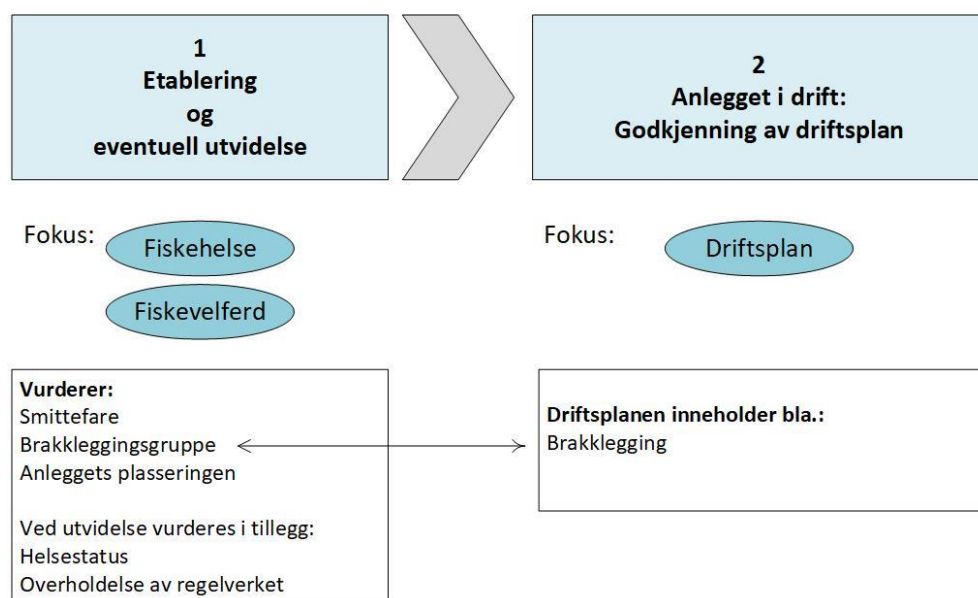 1
Etablering
og
eventuell utvidelse
2
Anlegget i drift:
Godkjenning av driftsplan
Fokus:
Fiskehelse
Fiskevelferd
Fokus:
Driftsplan
Vurderer:
Smittefare
Brakkleggingsgruppe
Anleggets plasseringen
Ved utvidelse vurderes i tillegg:
Helsestatus
Overholdelse av regelverket
Driftsplanen inneholder bla.:
Brakklegging